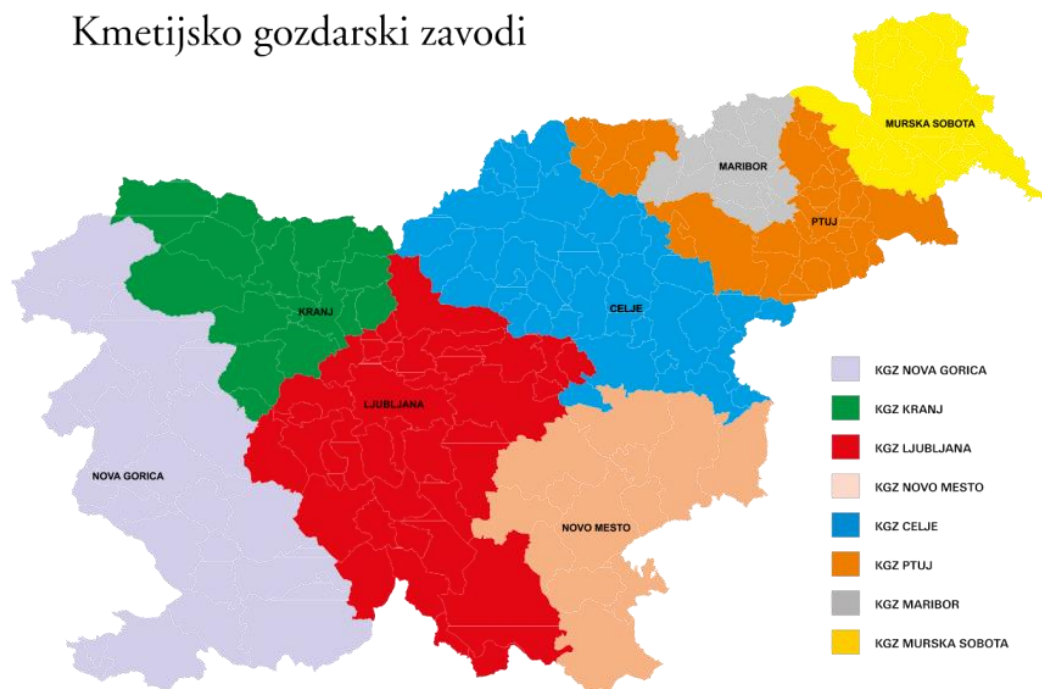 Kmetijsko gozdarski zavodi
MURSKA SOBOTA
MARIBOR
PTUJ
KRANJ
CELJE
LJUBLJANA
NOVA GORICA
NOVO MESTO
KGZ NOVA GORICA
KGZ KRANJ
KGZ LJUBLJANA
KGZ NOVO MESTO
KGZ CELJE
KGZ PTUJ
KGZ MARIBOR
KGZ MURSKA SOBOTA